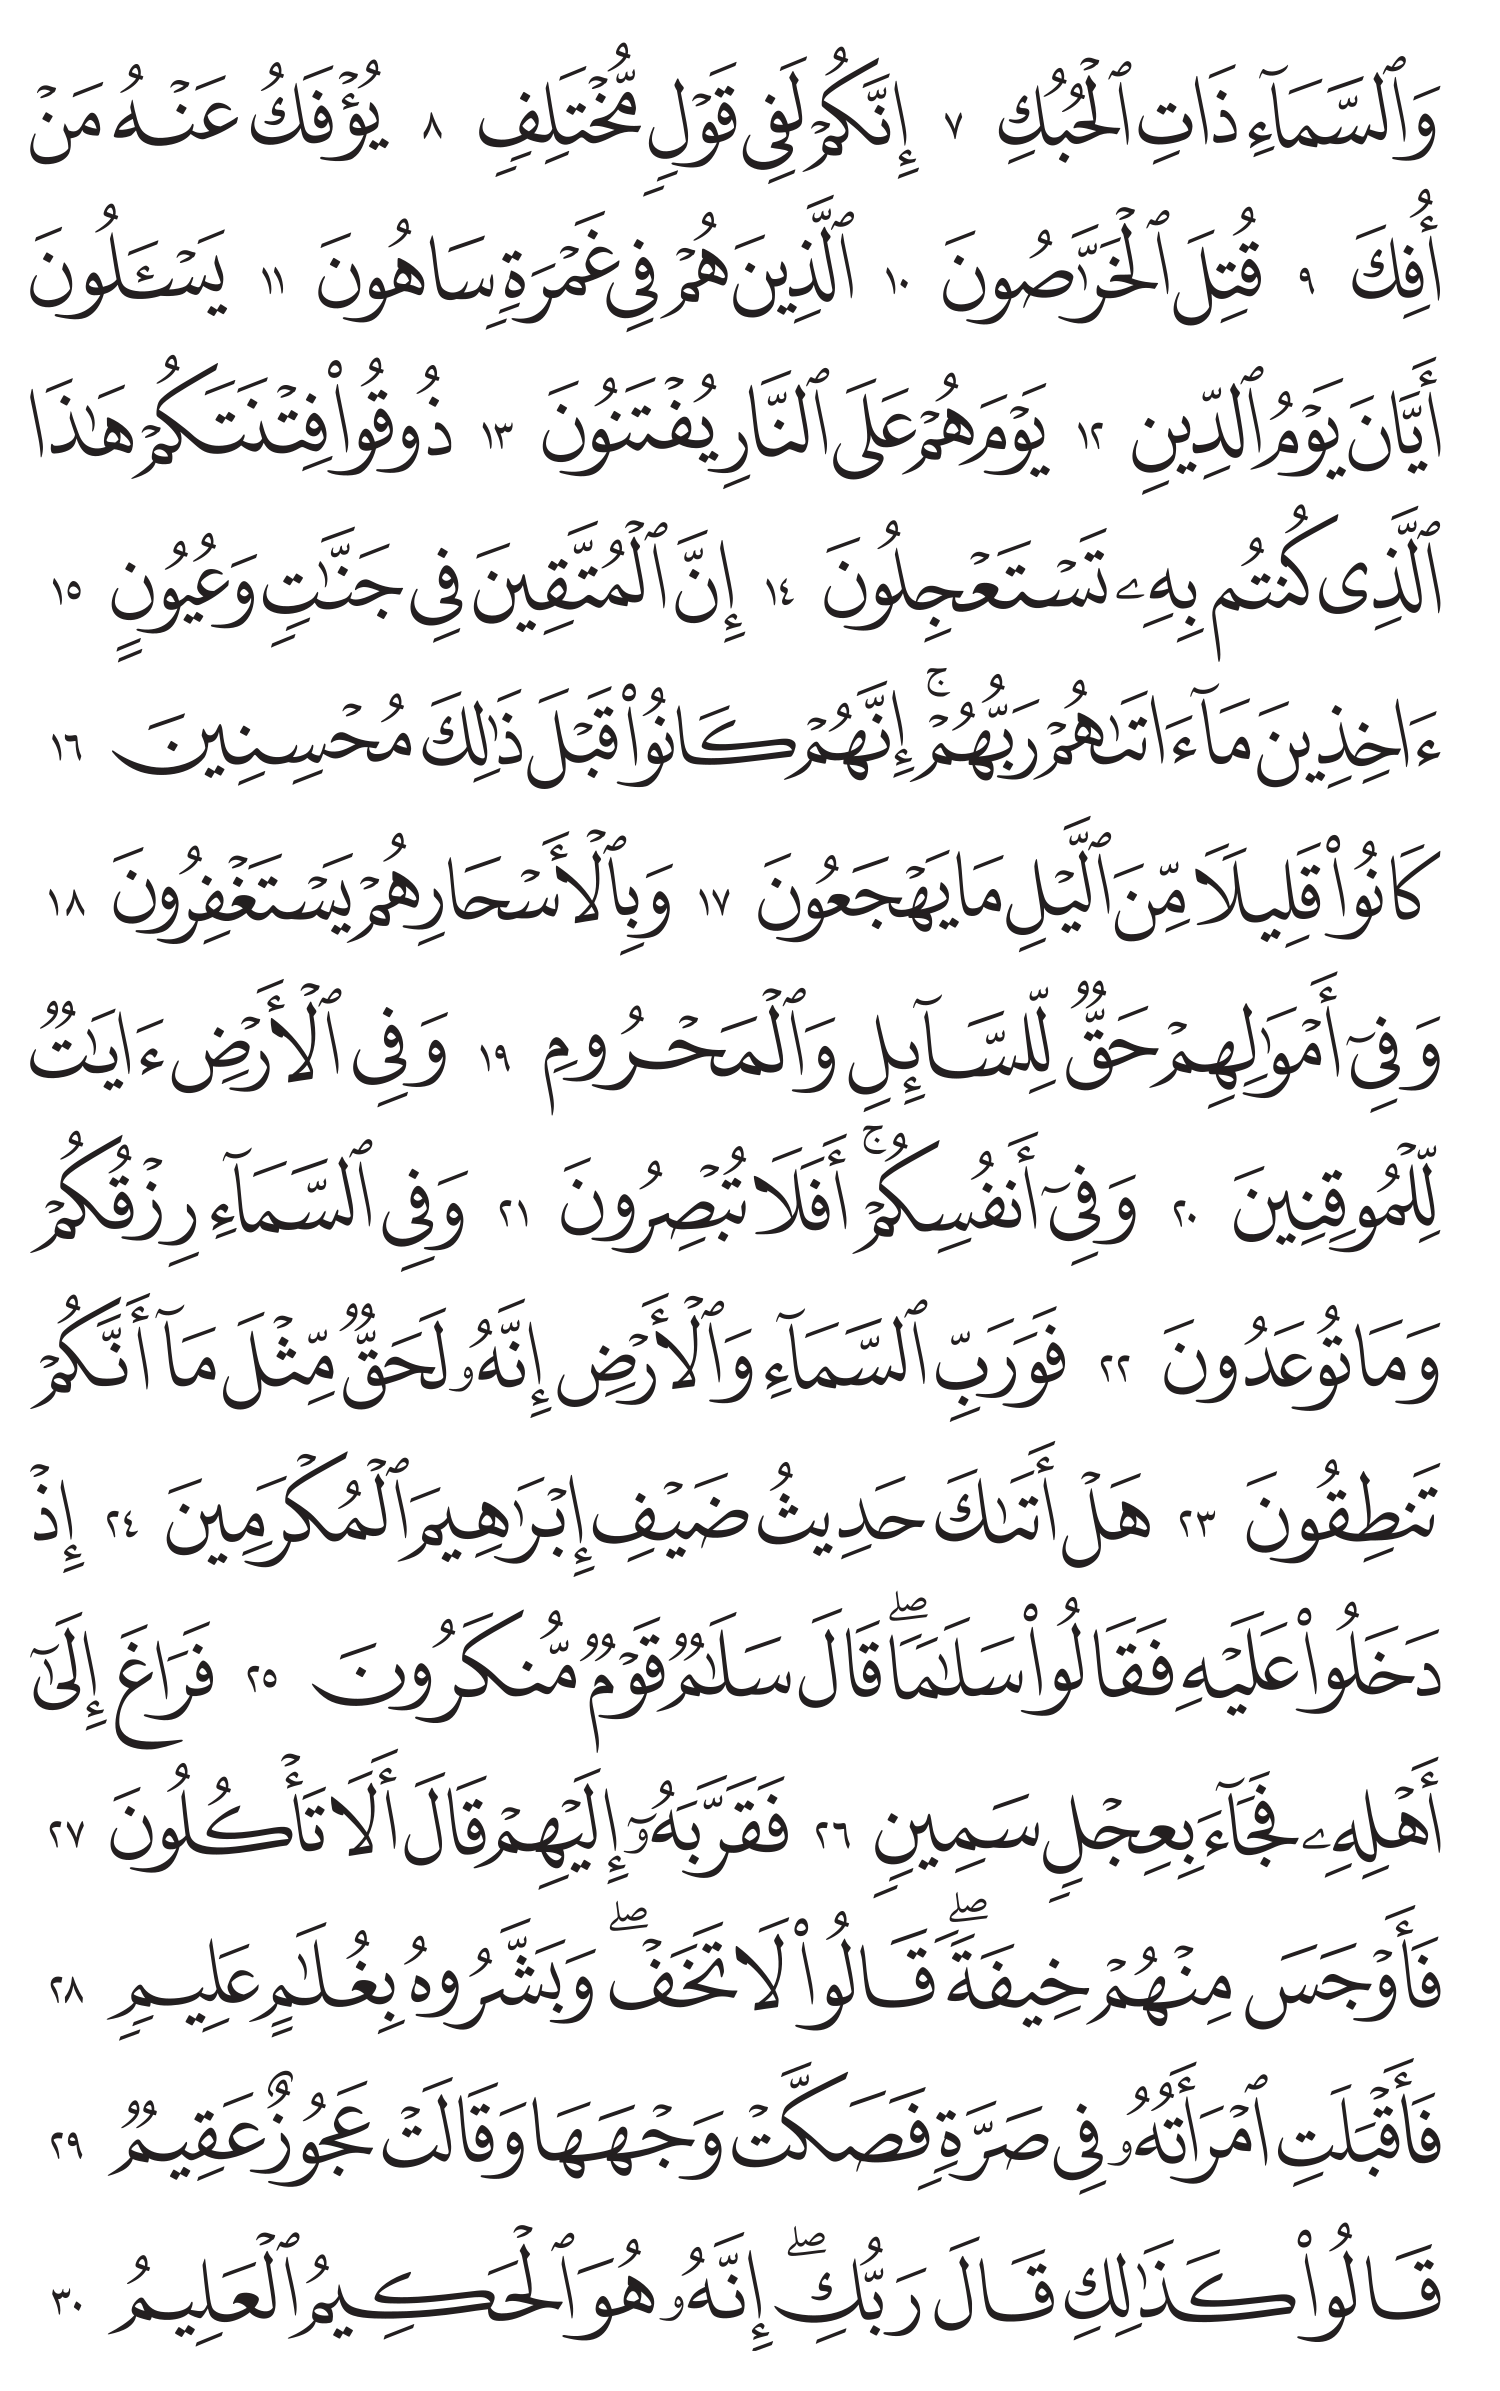 وَٱلسَّمَآءِ ذَاتِ ٱلْحُبُكِ ٧ إِنَّكُمْ لَفِى قَوْلٍ مُّخْتَلِفٍ ٨ يُؤْفَكُ عَنْهُ مَنْ
أُفِكَ ٩ قُتِلَ ٱلْخَرَّٰصُونَ ١٠ ٱلَّذِينَ هُمْ فِى غَمْرَةٍ سَاهُونَ ١١ يَسْـَٔلُونَ
أَيَّانَ يَوْمُ ٱلدِّينِ ١٢ يَوْمَ هُمْ عَلَى ٱلنَّارِ يُفْتَنُونَ ١٣ ذُوقُوا۟ فِتْنَتَكُمْ هَٰذَا
ٱلَّذِى كُنتُم بِهِۦ تَسْتَعْجِلُونَ ١٤ إِنَّ ٱلْمُتَّقِينَ فِى جَنَّٰتٍ وَعُيُونٍ ١٥
ءَاخِذِينَ مَآ ءَاتَىٰهُمْ رَبُّهُمْ ۚ إِنَّهُمْ كَانُوا۟ قَبْلَ ذَٰلِكَ مُحْسِنِينَ ١٦
كَانُوا۟ قَلِيلًا مِّنَ ٱلَّيْلِ مَا يَهْجَعُونَ ١٧ وَبِٱلْأَسْحَارِ هُمْ يَسْتَغْفِرُونَ ١٨
وَفِىٓ أَمْوَٰلِهِمْ حَقٌّ لِّلسَّآئِلِ وَٱلْمَحْرُومِ ١٩ وَفِى ٱلْأَرْضِ ءَايَٰتٌ
لِّلْمُوقِنِينَ ٢٠ وَفِىٓ أَنفُسِكُمْ ۚ أَفَلَا تُبْصِرُونَ ٢١ وَفِى ٱلسَّمَآءِ رِزْقُكُمْ
وَمَا تُوعَدُونَ ٢٢ فَوَرَبِّ ٱلسَّمَآءِ وَٱلْأَرْضِ إِنَّهُۥ لَحَقٌّ مِّثْلَ مَآ أَنَّكُمْ
تَنطِقُونَ ٢٣ هَلْ أَتَىٰكَ حَدِيثُ ضَيْفِ إِبْرَٰهِيمَ ٱلْمُكْرَمِينَ ٢٤ إِذْ
دَخَلُوا۟ عَلَيْهِ فَقَالُوا۟ سَلَٰمًا ۖ قَالَ سَلَٰمٌ قَوْمٌ مُّنكَرُونَ ٢٥ فَرَاغَ إِلَىٰٓ
أَهْلِهِۦ فَجَآءَ بِعِجْلٍ سَمِينٍ ٢٦ فَقَرَّبَهُۥٓ إِلَيْهِمْ قَالَ أَلَا تَأْكُلُونَ ٢٧
فَأَوْجَسَ مِنْهُمْ خِيفَةً ۖ قَالُوا۟ لَا تَخَفْ ۖ وَبَشَّرُوهُ بِغُلَٰمٍ عَلِيمٍ ٢٨
فَأَقْبَلَتِ ٱمْرَأَتُهُۥ فِى صَرَّةٍ فَصَكَّتْ وَجْهَهَا وَقَالَتْ عَجُوزٌ عَقِيمٌ ٢٩
قَالُوا۟ كَذَٰلِكِ قَالَ رَبُّكِ ۖ إِنَّهُۥ هُوَ ٱلْحَكِيمُ ٱلْعَلِيمُ ٣٠